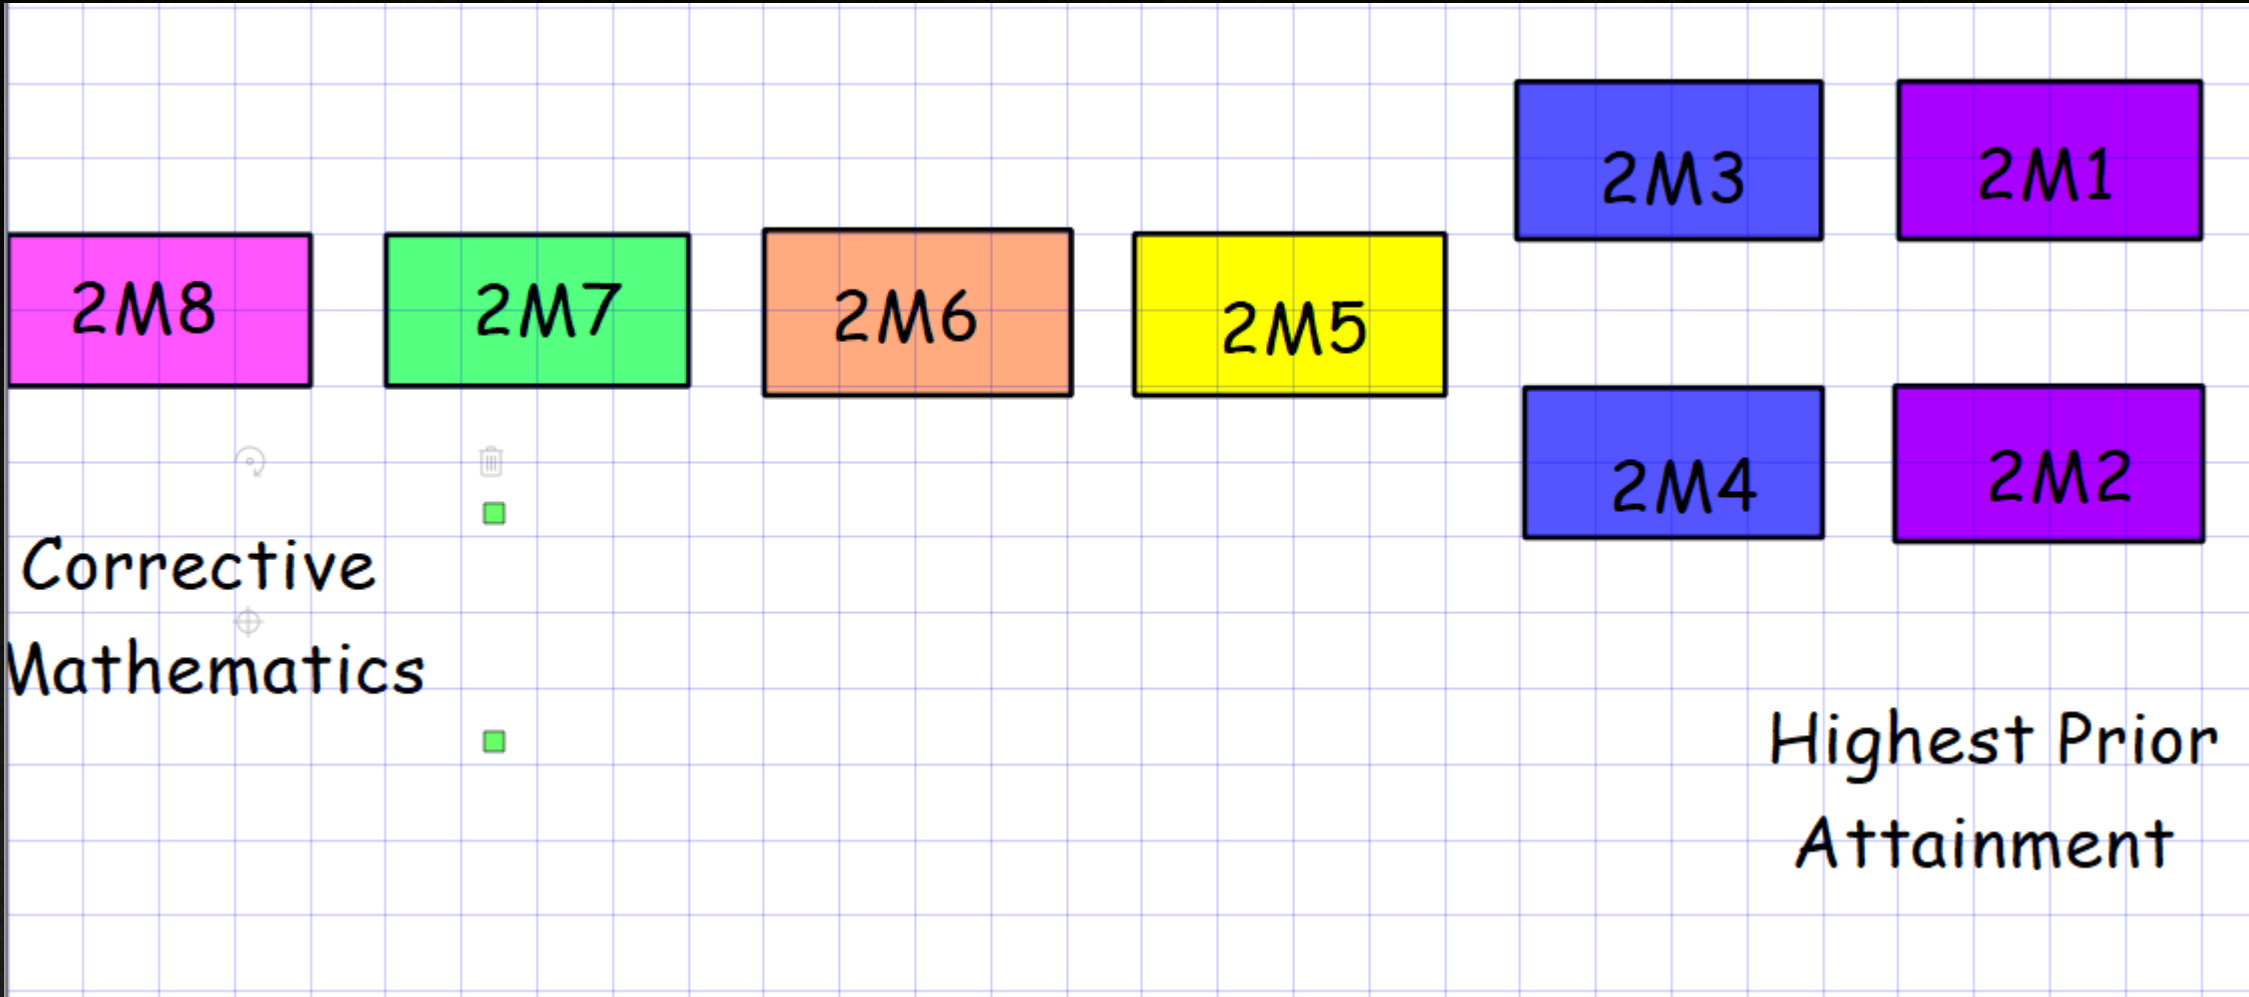 2M3
2M1
2M8
2M7
2M6
2M5
2M4
2M2
Corrective
Mathematics
Highest Prior
Attainment